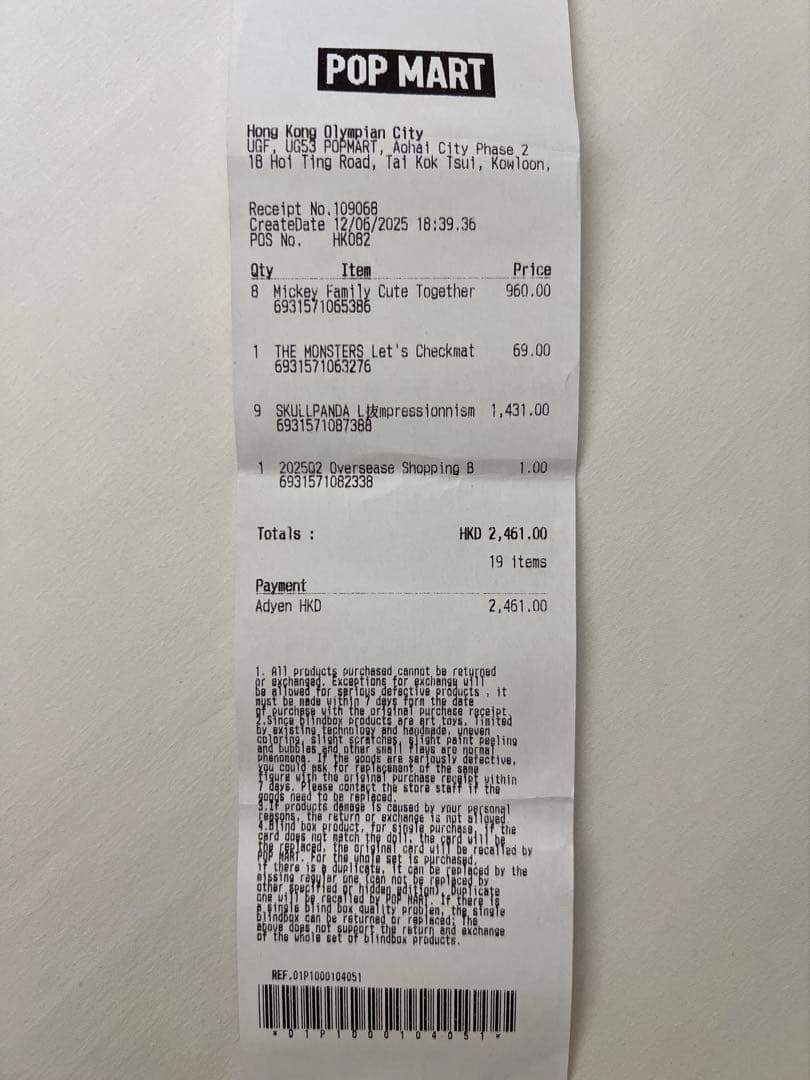 POP MART
Hong Kong Olympian City
UGF, UG53 POPMART, Aohai City Phase 2
18 Hoi Ting Road, Tai Kok Tsui, Kowloon,
Receipt No.109068
CreateDate 12/06/2025 18:39.36
POS No. HK082
Qty Item Price
8 Mickey Family Cute Together 960.00
6931571065386
1 THE MONSTERS Let's Checkmat 69.00
6931571063276
9 SKULLPANDA L拔mpressionnism 1,431.00
6931571087388
1 2025Q2 Oversease Shopping B 1.00
6931571082338
Totals : HKD 2,461.00
19 items
Payment
Adyen HKD 2,461.00
1. All products purchased cannot be returned
or exchanged. Exceptions for exchange will
be allowed for serious defective products , it
must be made within 7 days form the date
of purchase with the original purchase receipt.
2.Since blindbox products are art toys, limited
by existing technology and handmade, uneven
coloring, slight scratches, slight paint peeling
and bubbles and other small flaws are normal
phenomena. If the goods are seriously defective,
you could ask for replacement of the same
figure with the original purchase receipt within
7 days. Please contact the store staff if the
goods need to be replaced.
3.If products damage is caused by your personal
reasons, the return or exchange is not allowed.
4.Blind box product, for single purchase, if the
card does not match the doll, the card will be
the replaced, the original card will be recalled by
POP MART. For the whole set is purchased,
if there is a duplicate, it can be replaced by the
missing regular one (can not be replaced by
other specified or hidden edition), Duplicate
one will be recalled by POP MART. If there is
a single blind box quality problen, the single
blindbox can be returned or replaced; The
above does not support the return and exchange
of the whole set of blindbox products.
REF.01P1000104051
*01P1000104051*